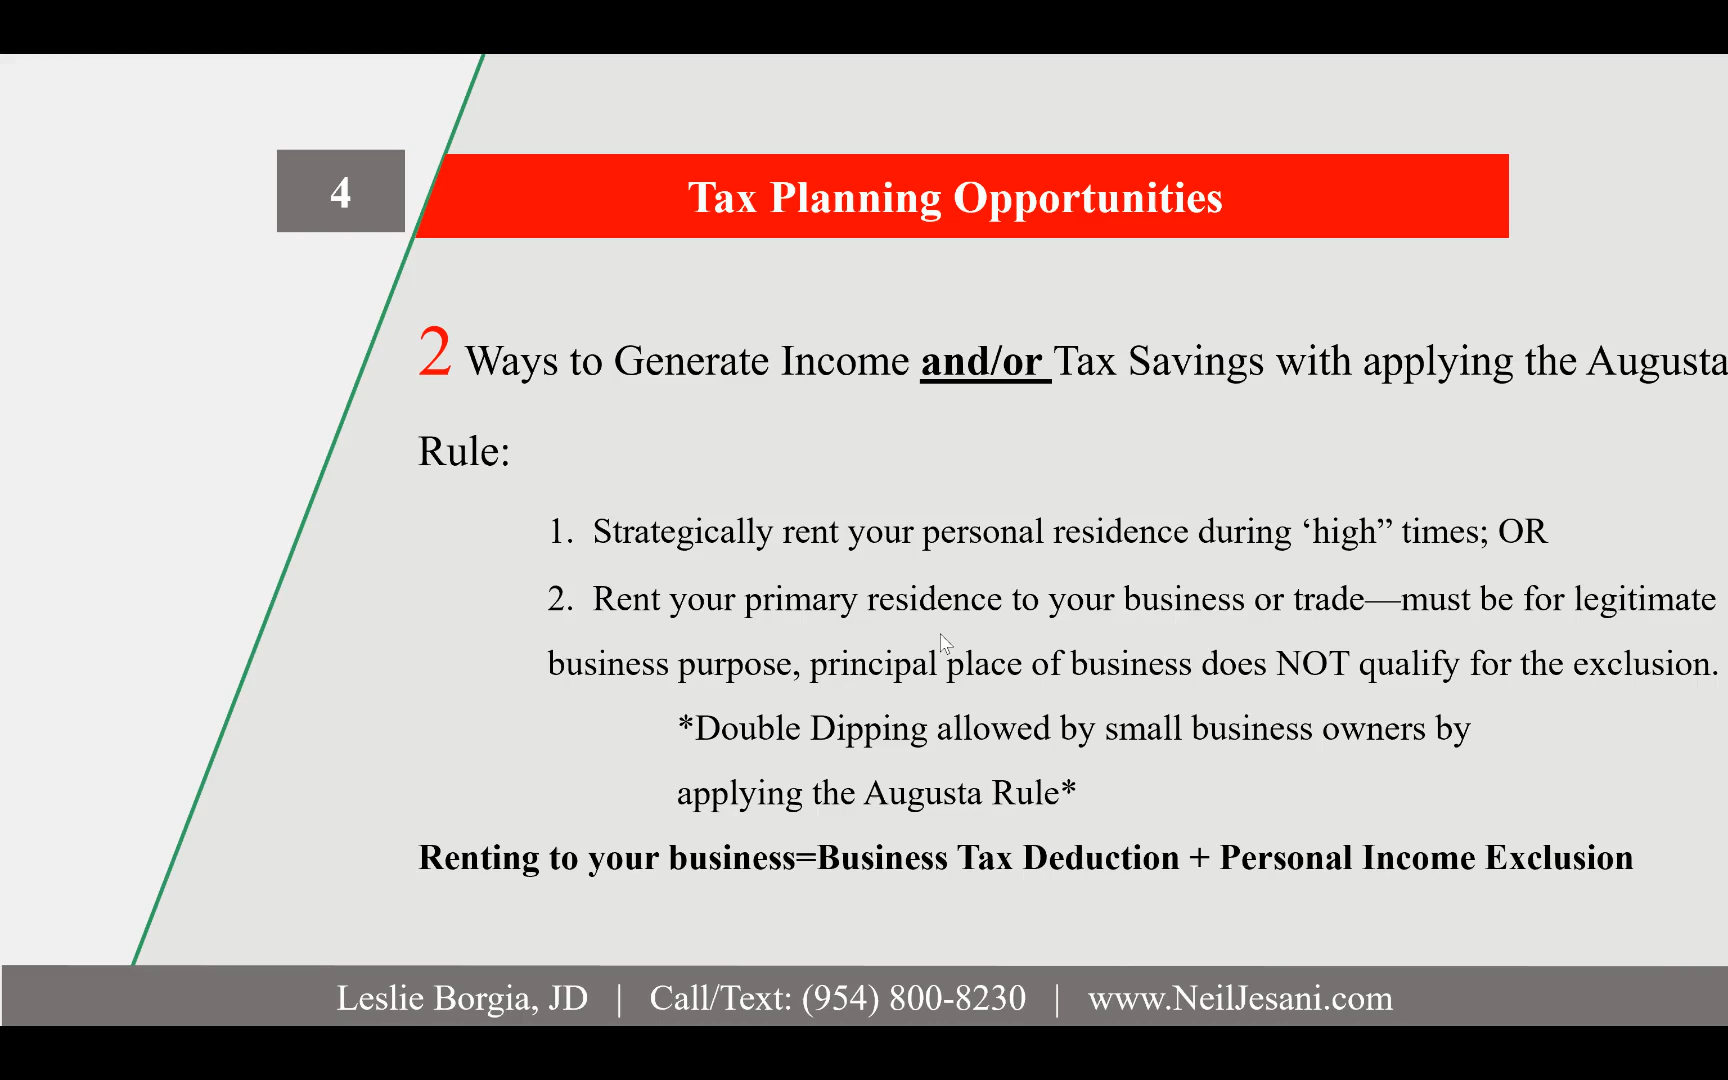 4
Tax Planning Opportunities
2 Ways to Generate Income and/or Tax Savings with applying the Augusta
Rule:
1. Strategically rent your personal residence during ‘high” times; OR
2. Rent your primary residence to your business or trade—must be for legitimate
business purpose, principal place of business does NOT qualify for the exclusion.
*Double Dipping allowed by small business owners by
applying the Augusta Rule*
Renting to your business=Business Tax Deduction + Personal Income Exclusion
Leslie Borgia, JD | Call/Text: (954) 800-8230 | www.NeilJesani.com